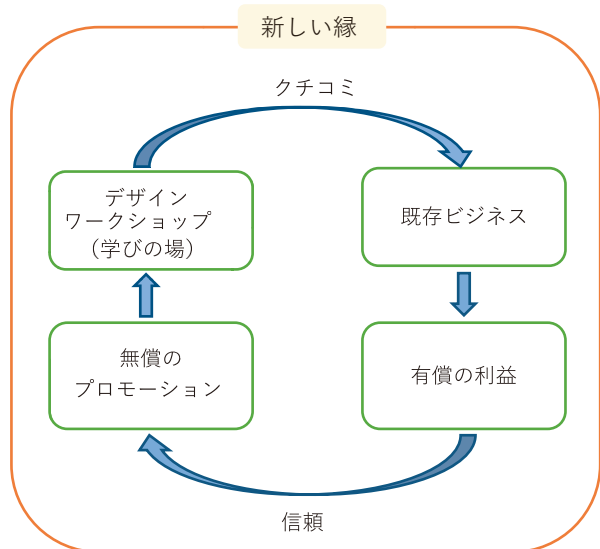 新しい縁
クチコミ
デザイン
ワークショップ
（学びの場）
既存ビジネス
無償の
プロモーション
有償の利益
信頼